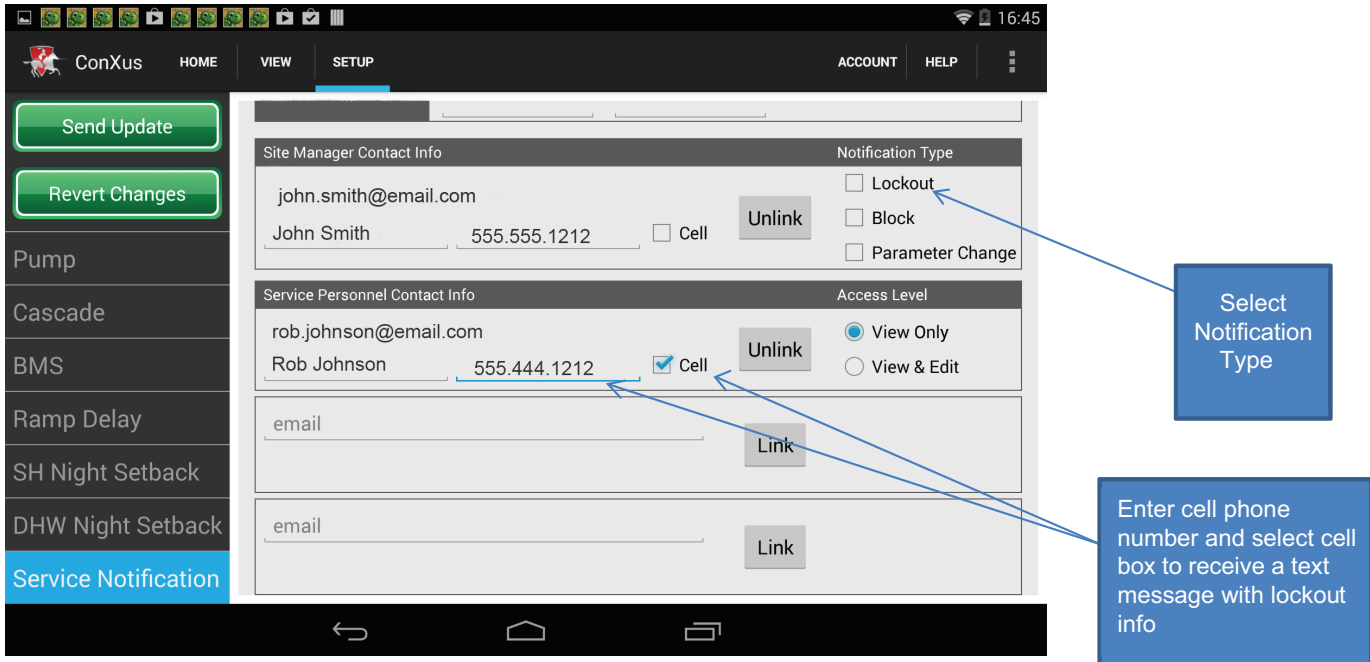 16:45
ConXus HOME VIEW SETUP ACCOUNT HELP
Send Update
Revert Changes
Pump
Cascade
BMS
Ramp Delay
SH Night Setback
DHW Night Setback
Service Notification
Site Manager Contact Info Notification Type
john.smith@email.com
John Smith 555.555.1212 Cell Unlink
Lockout
Block
Parameter Change
Service Personnel Contact Info Access Level
rob.johnson@email.com
Rob Johnson 555.444.1212 Cell Unlink
View Only
View & Edit
email
Link
email
Link
Select
Notification
Type
Enter cell phone
number and select cell
box to receive a text
message with lockout
info